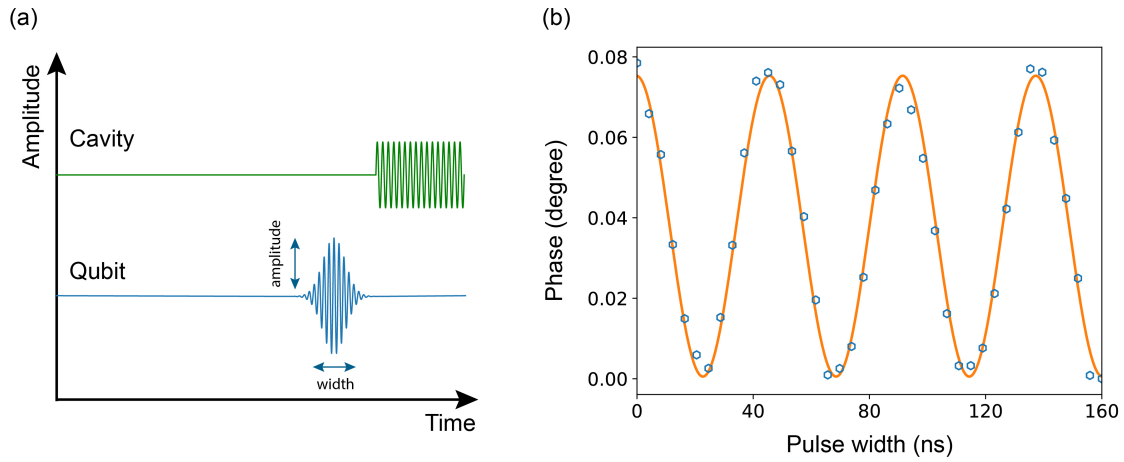 (a)
Amplitude
Cavity
Qubit
amplitude
width
Time
(b)
Phase (degree)
0.08
0.06
0.04
0.02
0.00
0 40 80 120 160
Pulse width (ns)